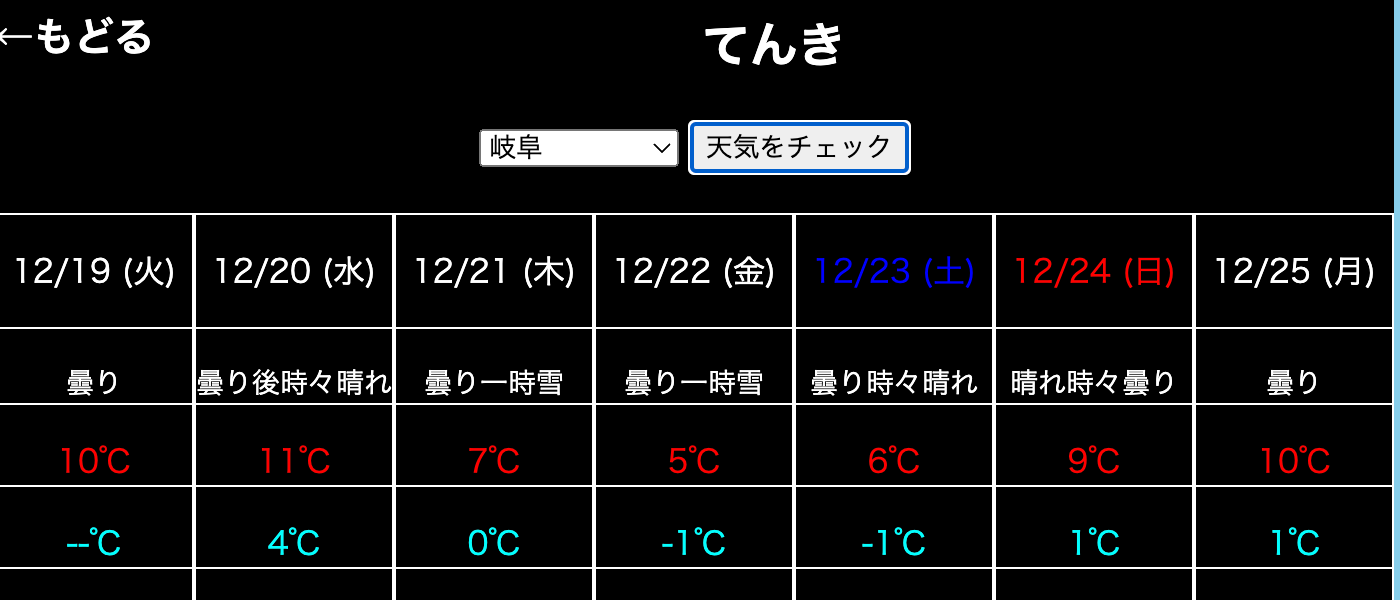 ←もどる
てんき
岐阜
天気をチェック
12/19 (火) 12/20 (水) 12/21 (木) 12/22 (金) 12/23 (土) 12/24 (日) 12/25 (月)
曇り 曇り後時々晴れ 曇り一時雪 曇り一時雪 曇り時々晴れ 晴れ時々曇り 曇り
10℃ 11℃ 7℃ 5℃ 6℃ 9℃ 10℃
--℃ 4℃ 0℃ -1℃ -1℃ 1℃ 1℃